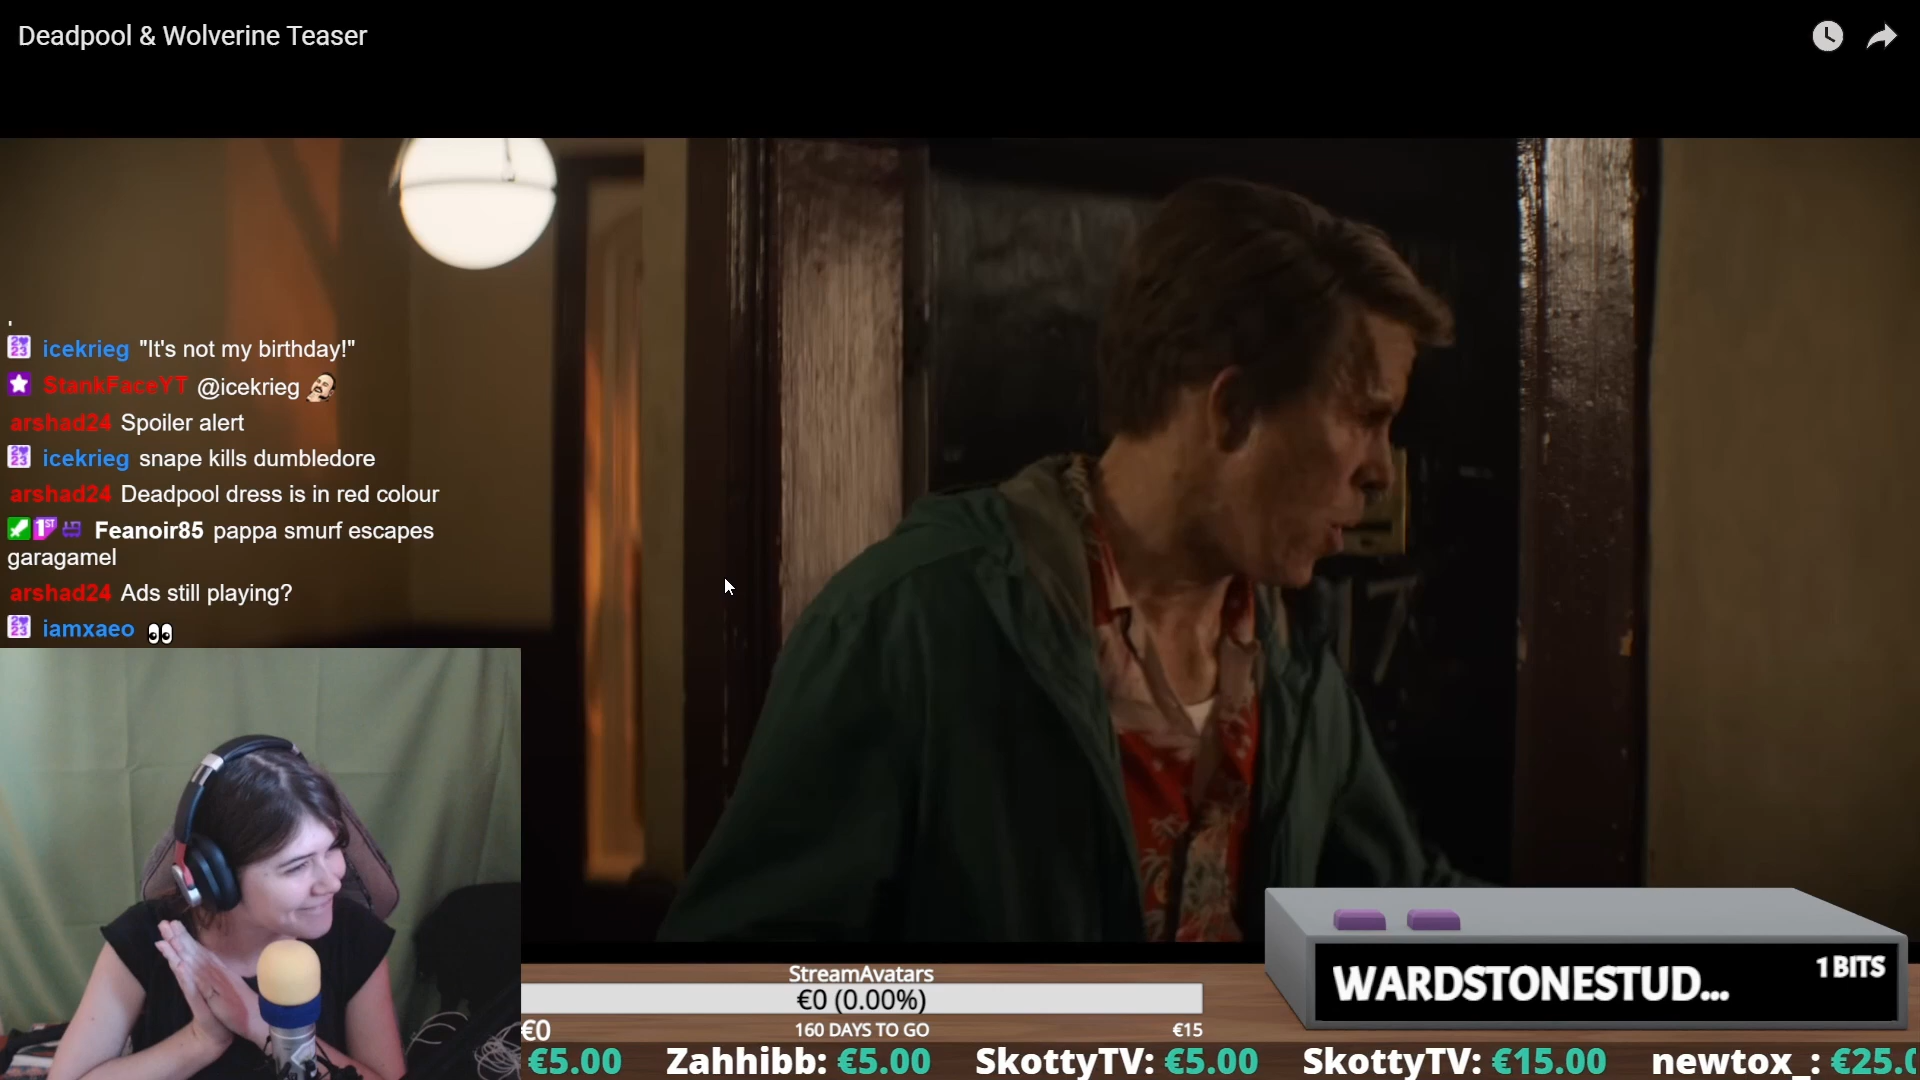 Deadpool & Wolverine Teaser
icekrieg "It's not my birthday!"
StankFaceYT @icekrieg
arshad24 Spoiler alert
icekrieg snape kills dumbledore
arshad24 Deadpool dress is in red colour
1ST Feanoir85 pappa smurf escapes
garagamel
arshad24 Ads still playing?
iamxaeo
StreamAvatars
€0 (0.00%)
€0 160 DAYS TO GO €15
WARDSTONESTUD... 1 BITS
€5.00 Zahhibb: €5.00 SkottyTV: €5.00 SkottyTV: €15.00 newtox_: €25.0